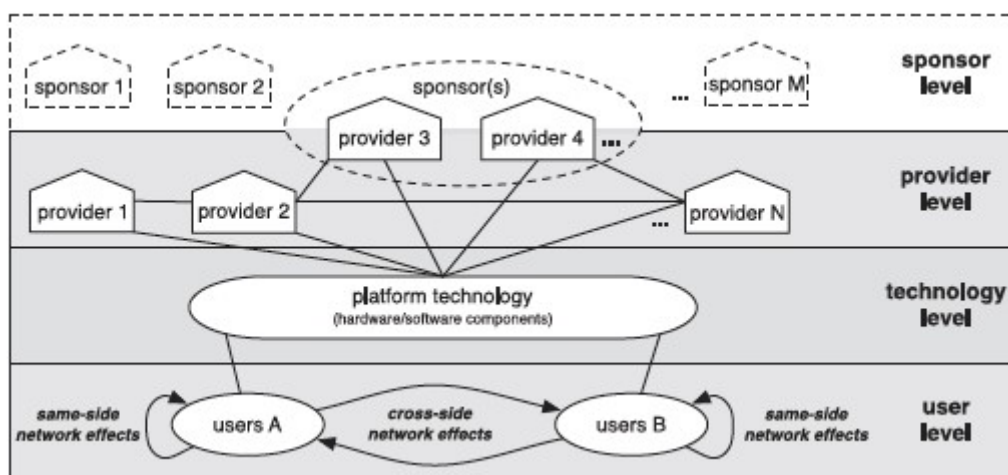 sponsor 1
sponsor 2
sponsor(s)
... sponsor M
sponsor
level
provider 3
provider 4 ...
provider 1
provider 2
... provider N
provider
level
platform technology
(hardware/software components)
technology
level
same-side
network effects
users A
cross-side
network effects
users B
same-side
network effects
user
level